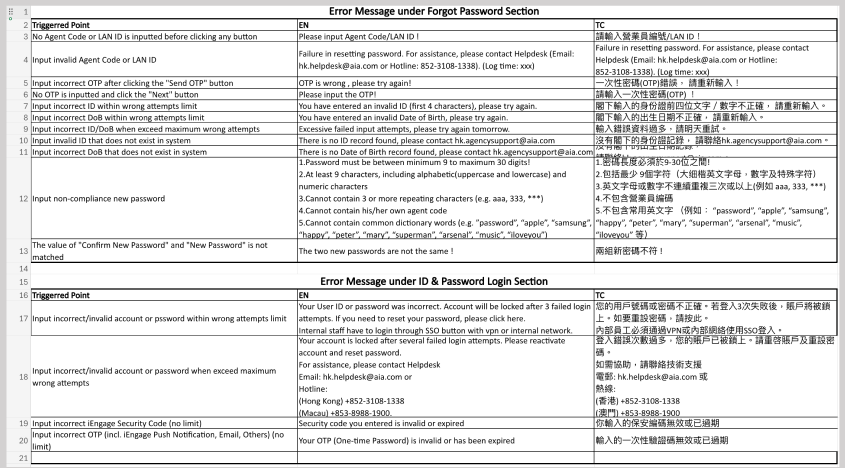 1 Error Message under Forgot Password Section
2 Triggerred Point EN TC
3 No Agent Code or LAN ID is inputted before clicking any button Please input Agent Code/LAN ID ! 請輸入營業員編號/LAN ID !
4 Input invalid Agent Code or LAN ID
Failure in resetting password. For assistance, please contact Helpdesk (Email:
hk.helpdesk@aia.com or Hotline: 852-3108-1338). (Log time: xxx)
Failure in resetting password. For assistance, please contact
Helpdesk (Email: hk.helpdesk@aia.com or Hotline:
852-3108-1338). (Log time: xxx)
5 Input incorrect OTP after clicking the "Send OTP" button OTP is wrong , please try again! 一次性密碼(OTP)錯誤， 請重新輸入！
6 No OTP is inputted and click the "Next" button Please input the OTP! 請輸入一次性密碼(OTP) ！
7 Input incorrect ID within wrong attempts limit You have entered an invalid ID (first 4 characters), please try again. 閣下輸入的身份證前四位文字 / 數字不正確， 請重新輸入。
8 Input incorrect DoB within wrong attempts limit You have entered an invalid Date of Birth, please try again. 閣下輸入的出生日期不正確， 請重新輸入。
9 Input incorrect ID/DoB when exceed maximum wrong attempts Excessive failed input attempts, please try again tomorrow. 輸入錯誤資料過多，請明天重試。
10 Input invalid ID that does not exist in system There is no ID record found, please contact hk.agencysupport@aia.com 沒有閣下的身份證記錄， 請聯絡hk.agencysupport@aia.com。
11 Input incorrect DoB that does not exist in system There is no Date of Birth record found, please contact hk.agencysupport@aia.com
12 Input non-compliance new password
1.Password must be between minimum 9 to maximum 30 digits!
2.At least 9 characters, including alphabetic(uppercase and lowercase) and
numeric characters
3.Cannot contain 3 or more repeating characters (e.g. aaa, 333, ***)
4.Cannot contain his/her own agent code
5.Cannot contain common dictionary words (e.g. "password", "apple", "samsung",
"happy", "peter", "mary", "superman", "arsenal", "music", "iloveyou")
1.密碼長度必須於9-30位之間!
2.包括最少 9個字符（大細楷英文字母，數字及特殊字符）
3.英文字母或數字不連續重複三次或以上(例如 aaa, 333, ***)
4.不包含營業員編碼
5.不包含常用英文字 （例如： "password", "apple", "samsung",
"happy", "peter", "mary", "superman", "arsenal", "music",
"iloveyou" 等）
13 The value of "Confirm New Password" and "New Password" is not
matched
The two new passwords are not the same ! 兩組新密碼不符 !
14
15 Error Message under ID & Password Login Section
16 Triggerred Point EN TC
17 Input incorrect/invalid account or pssword within wrong attempts limit
Your User ID or password was incorrect. Account will be locked after 3 failed login
attempts. If you need to reset your password, please click here.
Internal staff have to login through SSO button with vpn or internal network.
您的用戶號碼或密碼不正確。若登入3次失敗後，賬戶將被鎖
上。如要重設密碼，請按此。
內部員工必須通過VPN或內部網絡使用SSO登入。
18 Input incorrect/invalid account or password when exceed maximum
wrong attempts
Your account is locked after several failed login attempts. Please reactivate
account and reset password.
For assistance, please contact Helpdesk
Email: hk.helpdesk@aia.com or
Hotline:
(Hong Kong) +852-3108-1338
(Macau) +853-8988-1900.
登入錯誤次數過多，您的賬戶已被鎖上。請重啓賬戶及重設密
碼。
如需協助，請聯絡技術支援
電郵: hk.helpdesk@aia.com 或
熱線:
(香港) +852-3108-1338
(澳門) +853-8988-1900
19 Input incorrect iEngage Security Code (no limit) Security code you entered is invalid or expired 你輸入的保安編碼無效或已過期
20 Input incorrect OTP (incl. iEngage Push Notification, Email, Others) (no
limit)
Your OTP (One-time Password) is invalid or has been expired 輸入的一次性驗證碼無效或已過期
21